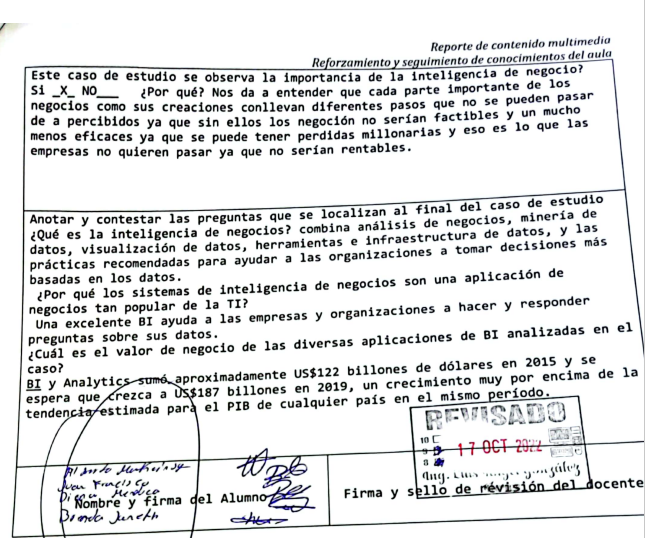 Reporte de contenido multimedia
Reforzamiento y seguimiento de conocimientos del aula
Este caso de estudio se observa la importancia de la inteligencia de negocio?
Si _X_ NO___ ¿Por qué? Nos da a entender que cada parte importante de los
negocios como sus creaciones conllevan diferentes pasos que no se pueden pasar
de a percibidos ya que sin ellos los negoción no serían factibles y un mucho
menos eficaces ya que se puede tener perdidas millonarias y eso es lo que las
empresas no quieren pasar ya que no serían rentables.
Anotar y contestar las preguntas que se localizan al final del caso de estudio
¿Qué es la inteligencia de negocios? combina análisis de negocios, minería de
datos, visualización de datos, herramientas e infraestructura de datos, y las
prácticas recomendadas para ayudar a las organizaciones a tomar decisiones más
basadas en los datos.
¿Por qué los sistemas de inteligencia de negocios son una aplicación de
negocios tan popular de la TI?
Una excelente BI ayuda a las empresas y organizaciones a hacer y responder
preguntas sobre sus datos.
¿Cuál es el valor de negocio de las diversas aplicaciones de BI analizadas en el
caso?
BI y Analytics sumó aproximadamente US$122 billones de dólares en 2015 y se
espera que crezca a US$187 billones en 2019, un crecimiento muy por encima de la
tendencia estimada para el PIB de cualquier país en el mismo período.
REVISADO
10
9
17 OCT 2022
8
Juan Francisco
Diego
Brenda Janeth
Nombre y firma del Alumno
Firma y sello de révisión del docente